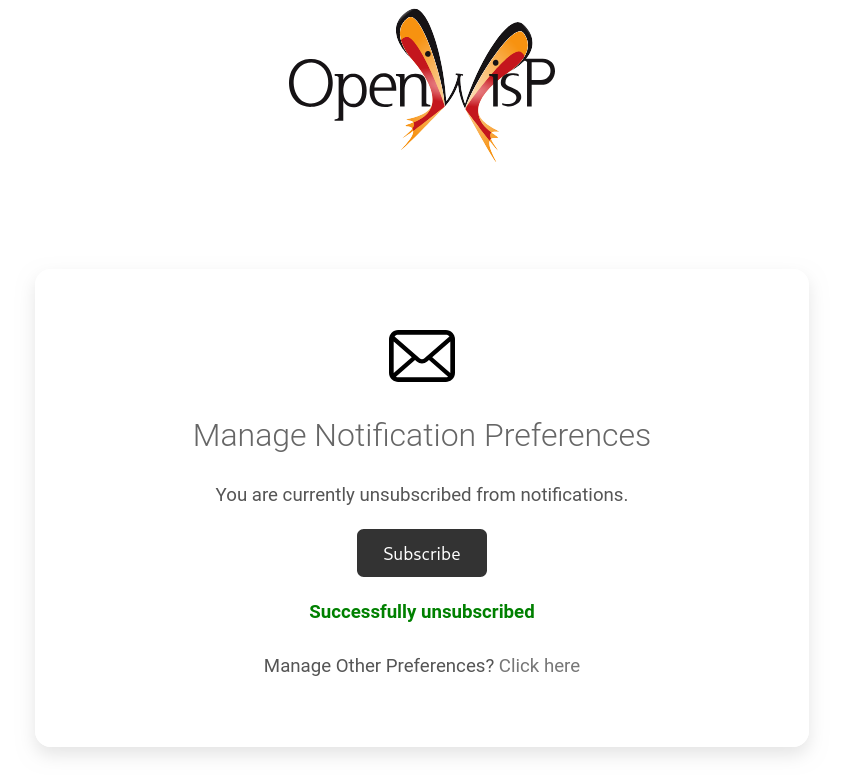 OpenWisP
Manage Notification Preferences
You are currently unsubscribed from notifications.
Subscribe
Successfully unsubscribed
Manage Other Preferences? Click here